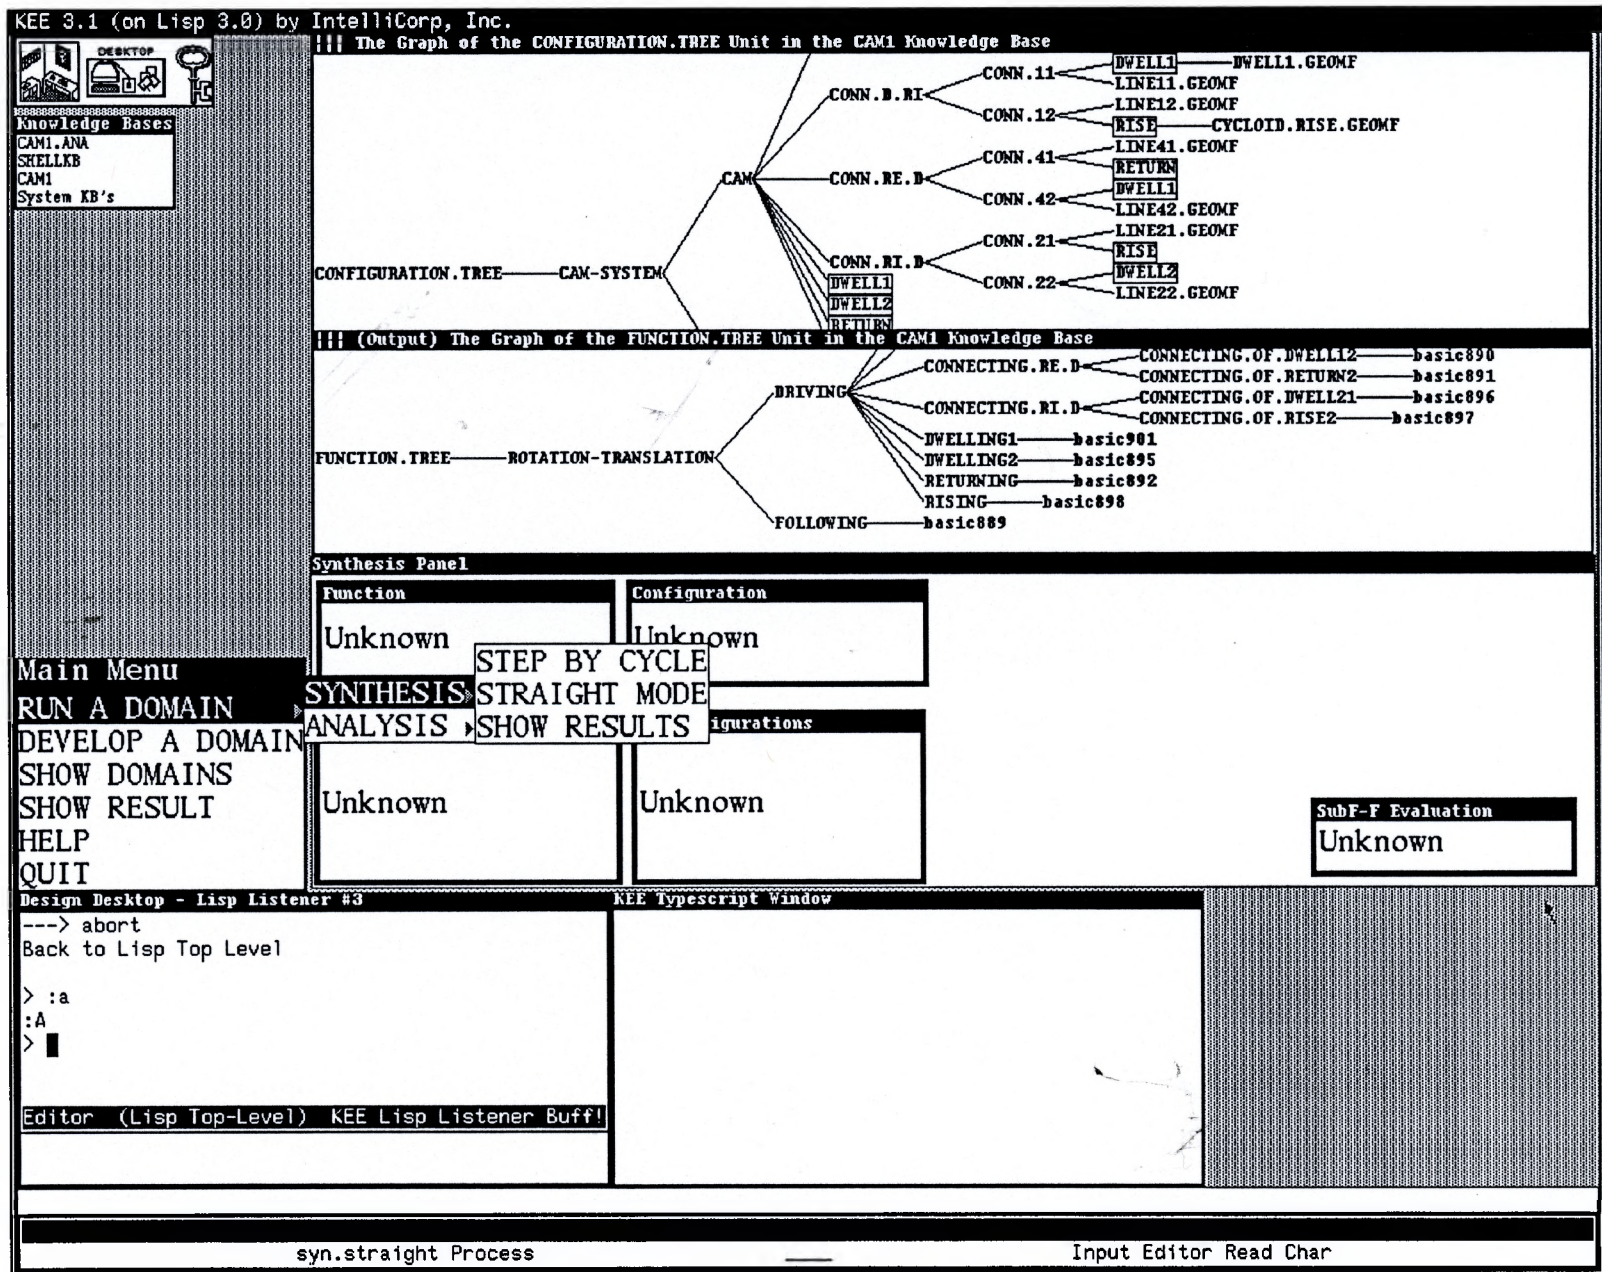 KEE 3.1 (on Lisp 3.0) by IntelliCorp, Inc.
DESKTOP
Knowledge Bases
CAM1.ANA
SHELLKB
CAM1
System KB's
||| The Graph of the CONFIGURATION.TREE Unit in the CAM1 Knowledge Base
CONFIGURATION.TREE CAM-SYSTEM CAM
CONN.B.RI CONN.11 DWELL1 DWELL1.GEOMF
LINE11.GEOMF
CONN.12 LINE12.GEOMF
RISE CYCLOID.RISE.GEOMF
CONN.RE.D CONN.41 LINE41.GEOMF
RETURN
CONN.42 DWELL1
LINE42.GEOMF
CONN.RI.D CONN.21 LINE21.GEOMF
RISE
CONN.22 DWELL2
LINE22.GEOMF
DWELL1
DWELL2
RETURN
||| (Output) The Graph of the FUNCTION.TREE Unit in the CAM1 Knowledge Base
FUNCTION.TREE ROTATION-TRANSLATION DRIVING
CONNECTING.RE.D CONNECTING.OF.DWELL12 basic890
CONNECTING.OF.RETURN2 basic891
CONNECTING.RI.D CONNECTING.OF.DWELL21 basic896
CONNECTING.OF.RISE2 basic897
DWELLING1 basic901
DWELLING2 basic895
RETURNING basic892
RISING basic898
FOLLOWING basic889
Synthesis Panel
Function
Unknown
Configuration
Unknown
Unknown
igurations
Unknown
SubF-F Evaluation
Unknown
Main Menu
RUN A DOMAIN
DEVELOP A DOMAIN
SHOW DOMAINS
SHOW RESULT
HELP
QUIT
SYNTHESIS
ANALYSIS
STEP BY CYCLE
STRAIGHT MODE
SHOW RESULTS
Design Desktop - Lisp Listener #3
---> abort
Back to Lisp Top Level
> :a
:A
>
Editor (Lisp Top-Level) KEE Lisp Listener Buff!
KEE Typescript Window
syn.straight Process Input Editor Read Char